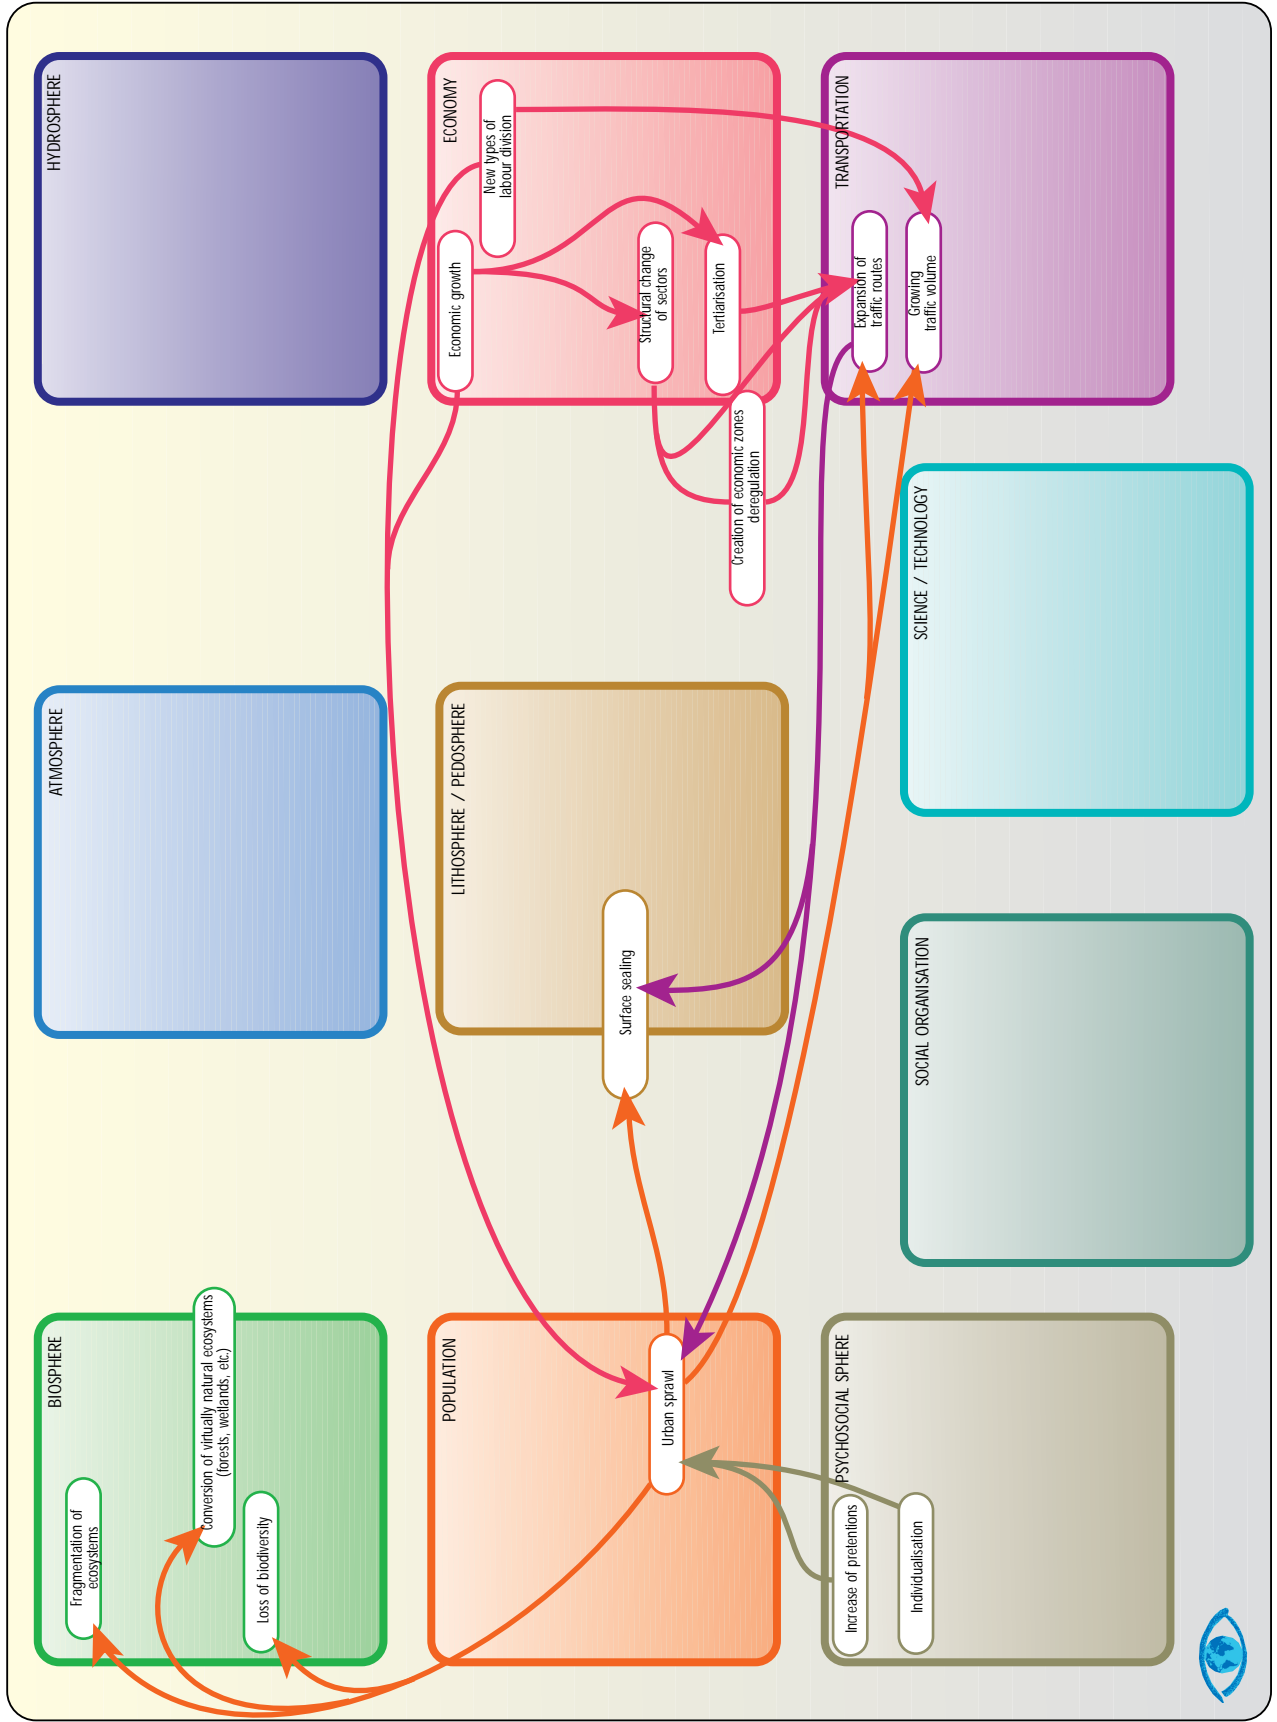 BIOSPHERE
Fragmentation of
ecosystems
Conversion of virtually natural ecosystems
(forests, wetlands, etc.)
Loss of biodiversity
ATMOSPHERE
HYDROSPHERE
POPULATION
Urban sprawl
LITHOSPHERE / PEDOSPHERE
Surface sealing
ECONOMY
New types of
labour division
Economic growth
Structural change
of sectors
Tertiarisation
Creation of economic zones
deregulation
PSYCHOSOCIAL SPHERE
Increase of pretentions
Individualisation
SOCIAL ORGANISATION
SCIENCE / TECHNOLOGY
TRANSPORTATION
Expansion of
traffic routes
Growing
traffic volume